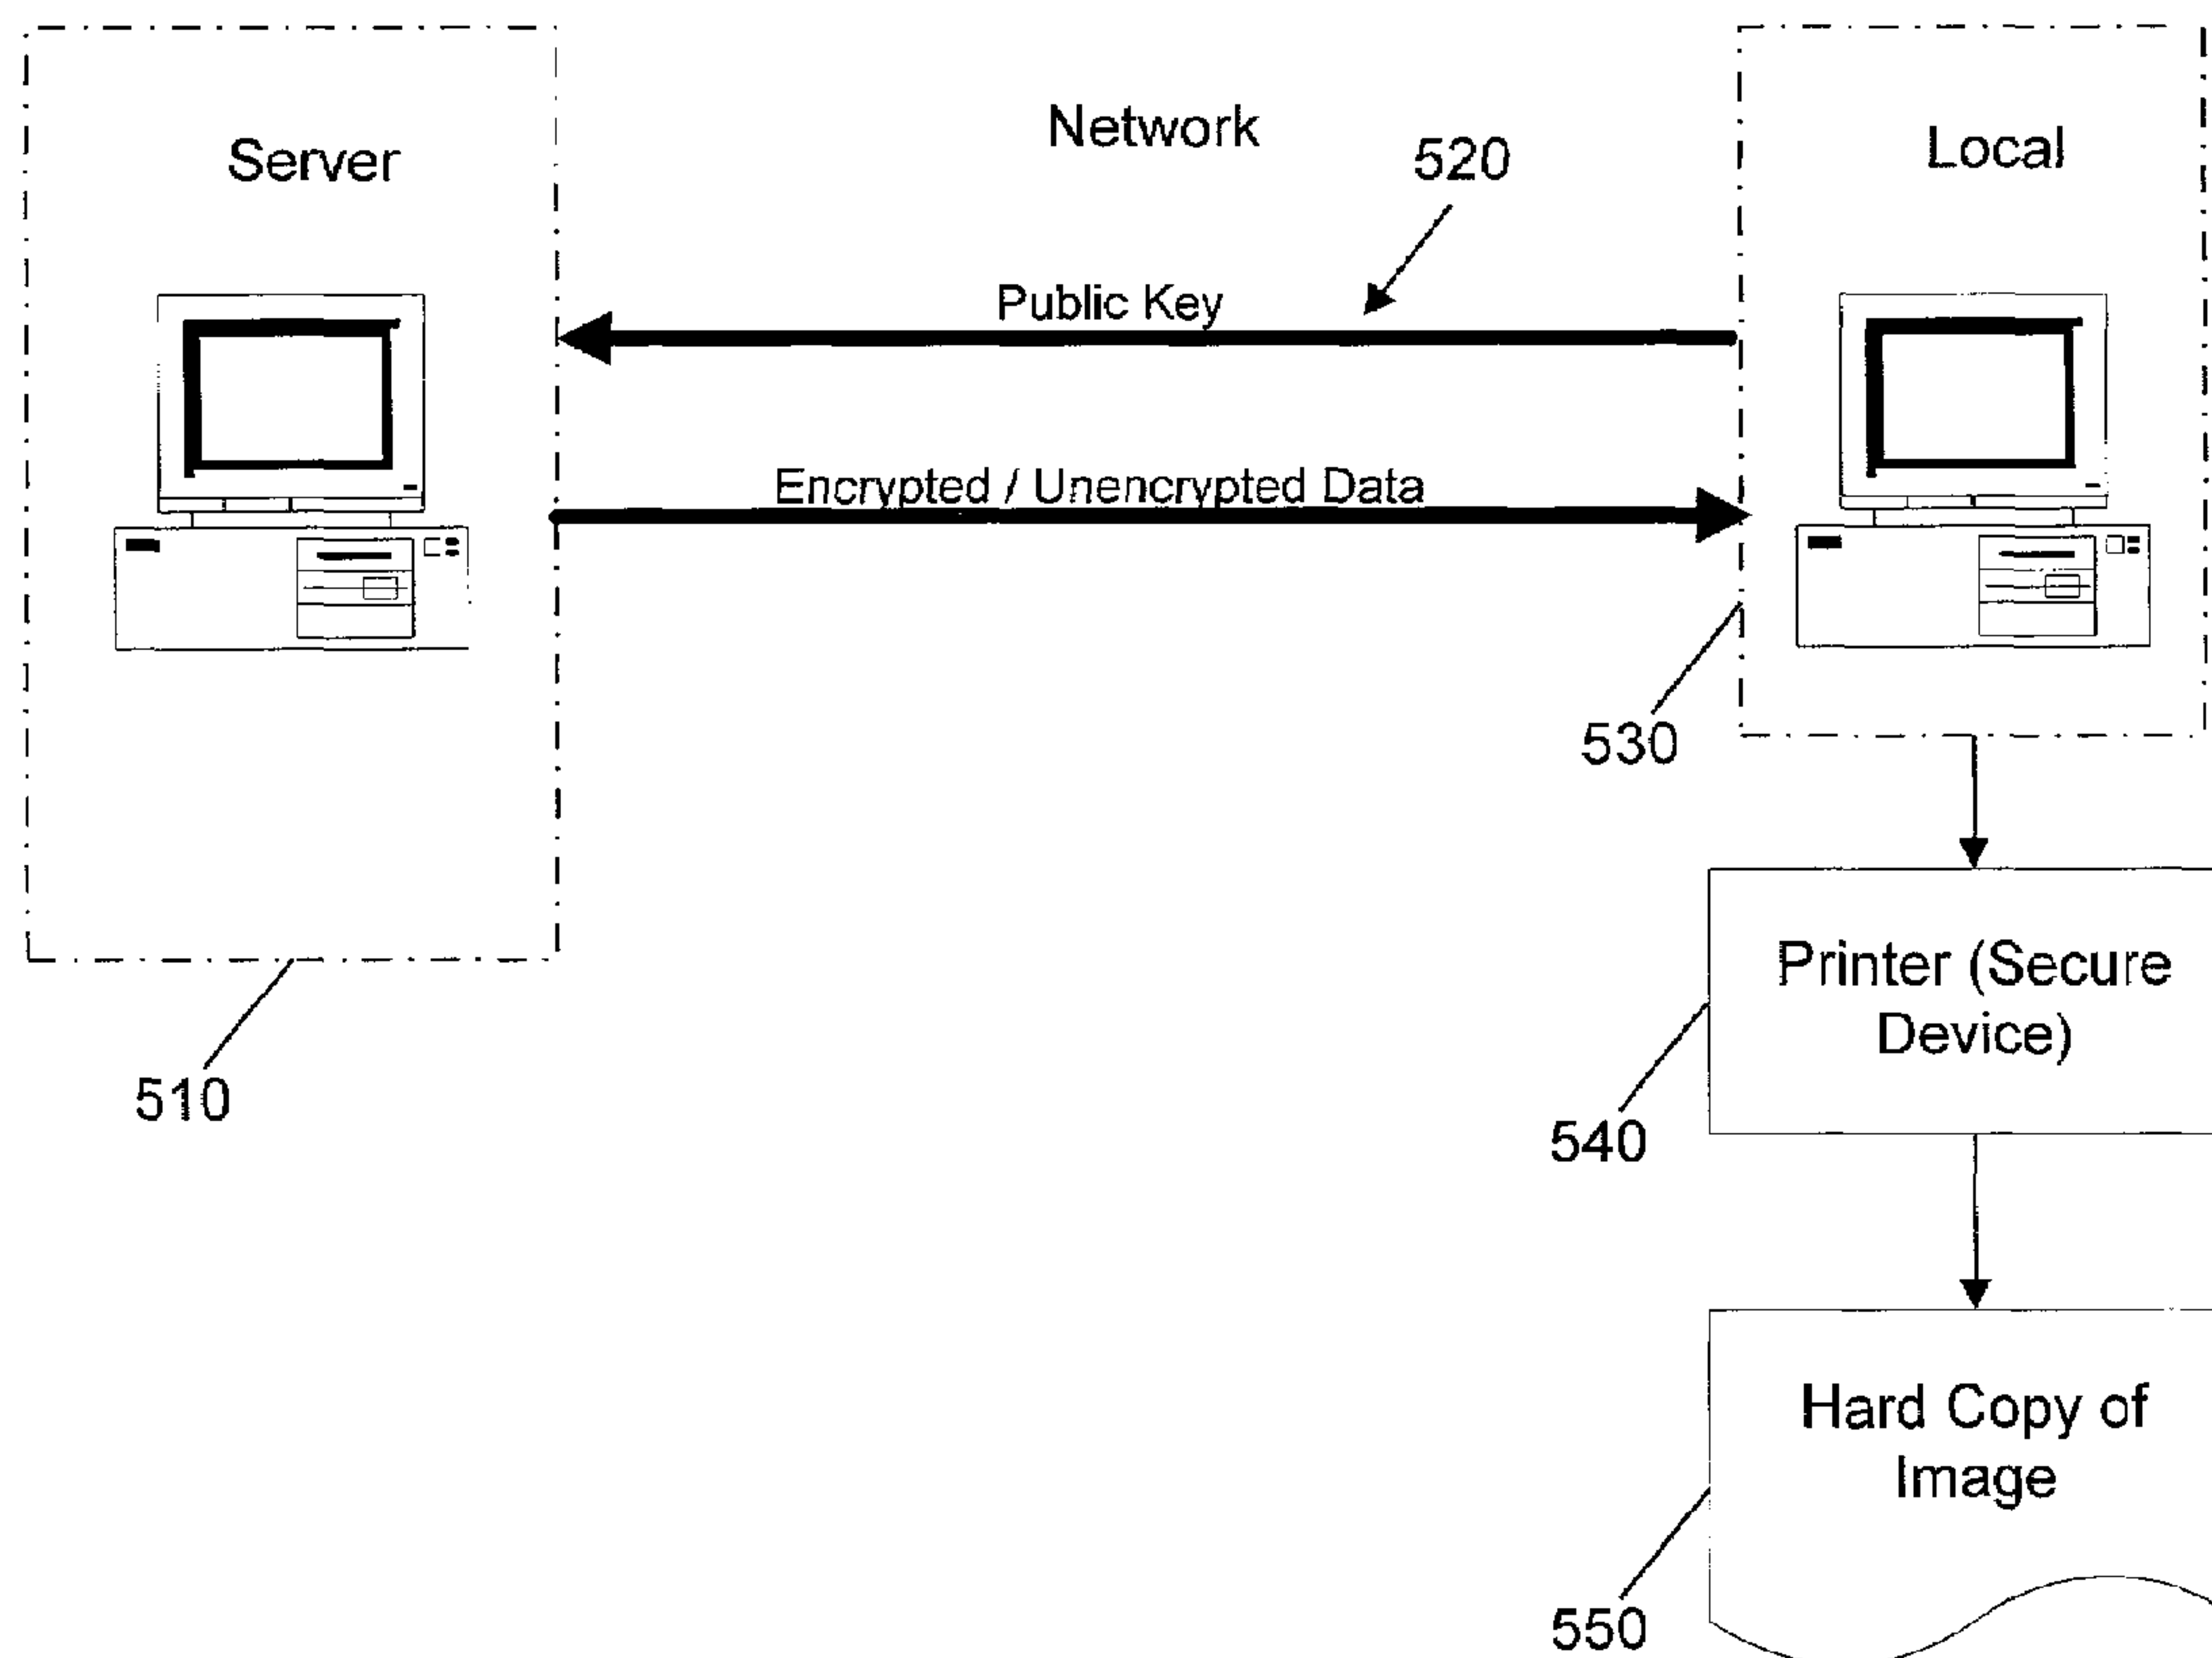 Server
Network
520
Local
Public Key
Encrypted / Unencrypted Data
530
Printer (Secure
Device)
510
540
Hard Copy of
Image
550